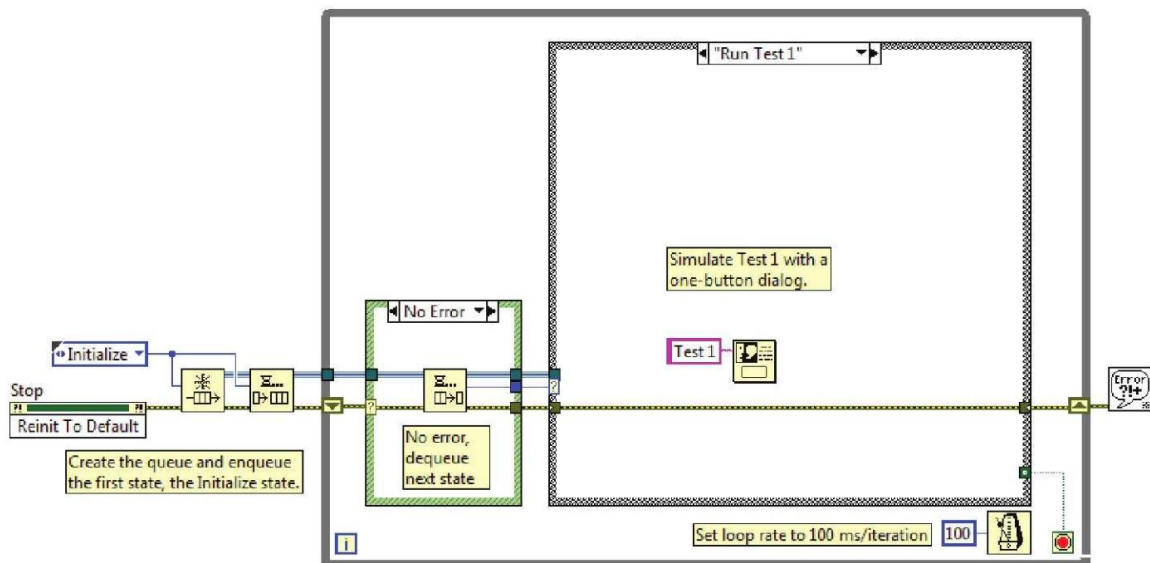 "Run Test 1"
Simulate Test 1 with a
one-button dialog.
No Error
Initialize
Test 1
Stop
Reinit To Default
Error
?!+
No error,
dequeue
next state
Create the queue and enqueue
the first state, the Initialize state.
Set loop rate to 100 ms/iteration
100
i